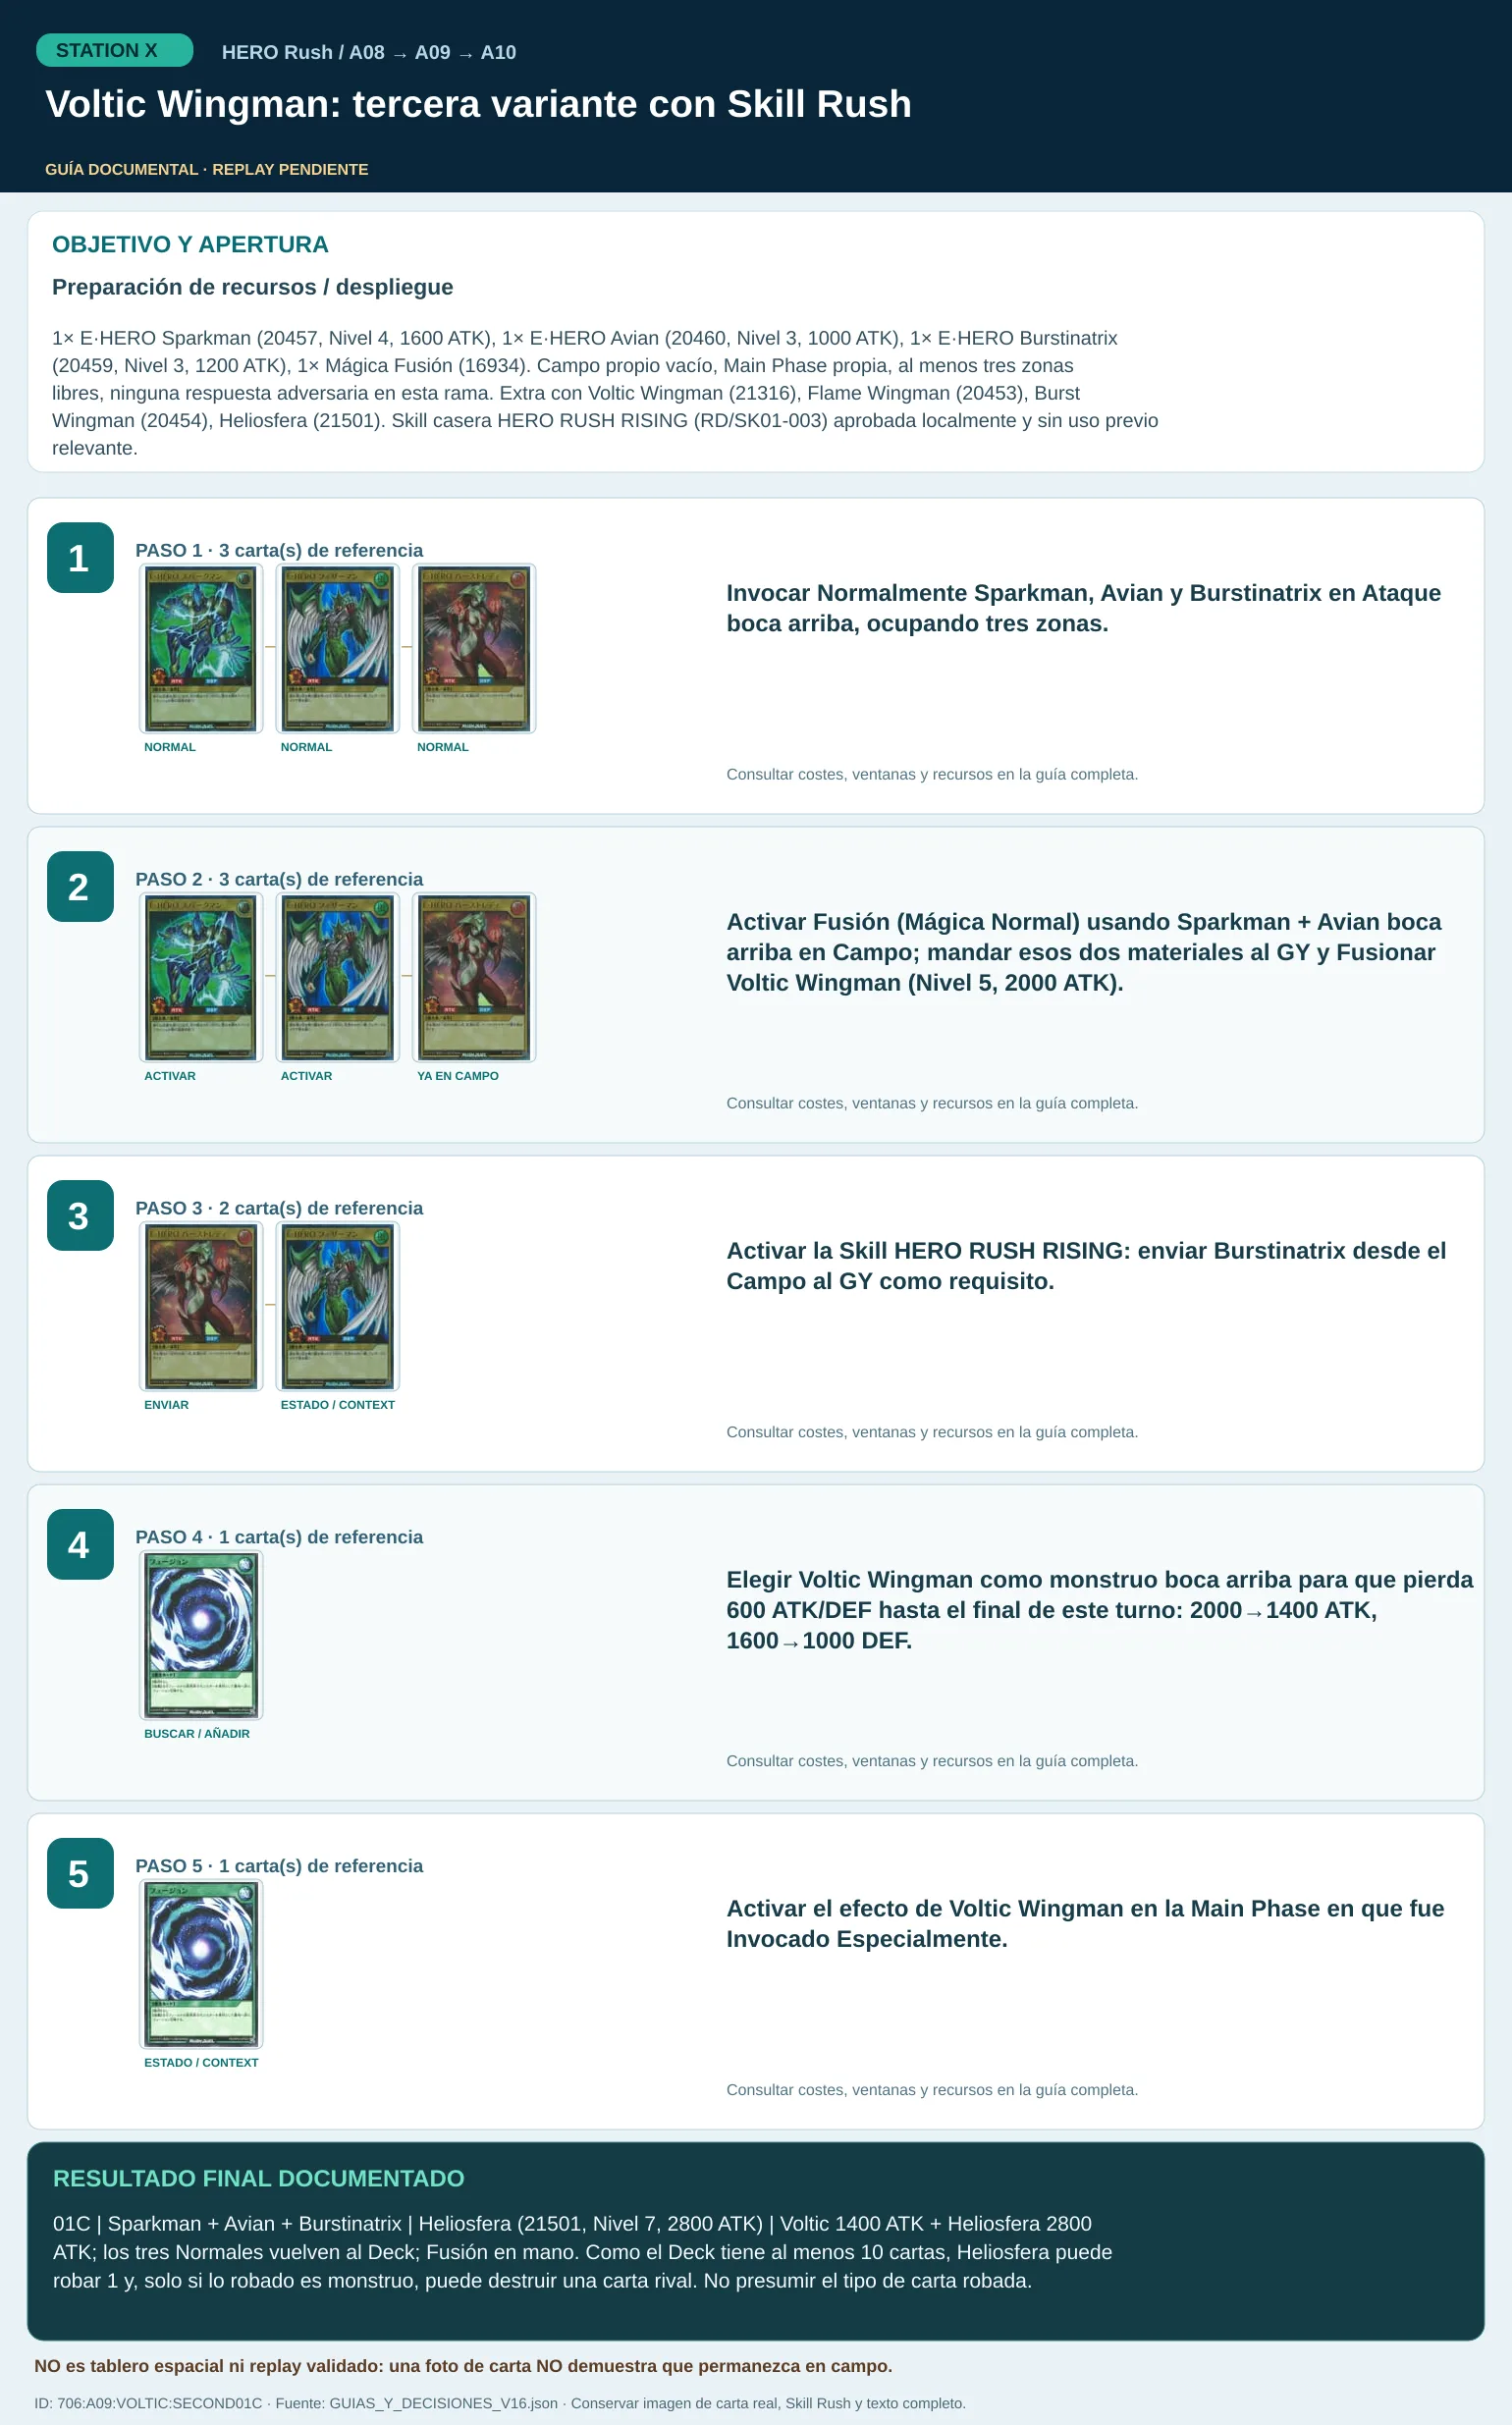 STATION X
HERO Rush / A08 → A09 → A10
Voltic Wingman: tercera variante con Skill Rush
GUÍA DOCUMENTAL · REPLAY PENDIENTE
OBJETIVO Y APERTURA
Preparación de recursos / despliegue
1× E·HERO Sparkman (20457, Nivel 4, 1600 ATK), 1× E·HERO Avian (20460, Nivel 3, 1000 ATK), 1× E·HERO Burstinatrix
(20459, Nivel 3, 1200 ATK), 1× Mágica Fusión (16934). Campo propio vacío, Main Phase propia, al menos tres zonas
libres, ninguna respuesta adversaria en esta rama. Extra con Voltic Wingman (21316), Flame Wingman (20453), Burst
Wingman (20454), Heliosfera (21501). Skill casera HERO RUSH RISING (RD/SK01-003) aprobada localmente y sin uso previo
relevante.
1
PASO 1 · 3 carta(s) de referencia
NORMAL
NORMAL
NORMAL
Invocar Normalmente Sparkman, Avian y Burstinatrix en Ataque
boca arriba, ocupando tres zonas.
Consultar costes, ventanas y recursos en la guía completa.
2
PASO 2 · 3 carta(s) de referencia
ACTIVAR
ACTIVAR
YA EN CAMPO
Activar Fusión (Mágica Normal) usando Sparkman + Avian boca
arriba en Campo; mandar esos dos materiales al GY y Fusionar
Voltic Wingman (Nivel 5, 2000 ATK).
Consultar costes, ventanas y recursos en la guía completa.
3
PASO 3 · 2 carta(s) de referencia
ENVIAR
ESTADO / CONTEXT
Activar la Skill HERO RUSH RISING: enviar Burstinatrix desde el
Campo al GY como requisito.
Consultar costes, ventanas y recursos en la guía completa.
4
PASO 4 · 1 carta(s) de referencia
フュージョン
BUSCAR / AÑADIR
Elegir Voltic Wingman como monstruo boca arriba para que pierda
600 ATK/DEF hasta el final de este turno: 2000→1400 ATK,
1600→1000 DEF.
Consultar costes, ventanas y recursos en la guía completa.
5
PASO 5 · 1 carta(s) de referencia
フュージョン
ESTADO / CONTEXT
Activar el efecto de Voltic Wingman en la Main Phase en que fue
Invocado Especialmente.
Consultar costes, ventanas y recursos en la guía completa.
RESULTADO FINAL DOCUMENTADO
01C | Sparkman + Avian + Burstinatrix | Heliosfera (21501, Nivel 7, 2800 ATK) | Voltic 1400 ATK + Heliosfera 2800
ATK; los tres Normales vuelven al Deck; Fusión en mano. Como el Deck tiene al menos 10 cartas, Heliosfera puede
robar 1 y, solo si lo robado es monstruo, puede destruir una carta rival. No presumir el tipo de carta robada.
NO es tablero espacial ni replay validado: una foto de carta NO demuestra que permanezca en campo.
ID: 706:A09:VOLTIC:SECOND01C · Fuente: GUIAS_Y_DECISIONES_V16.json · Conservar imagen de carta real, Skill Rush y texto completo.